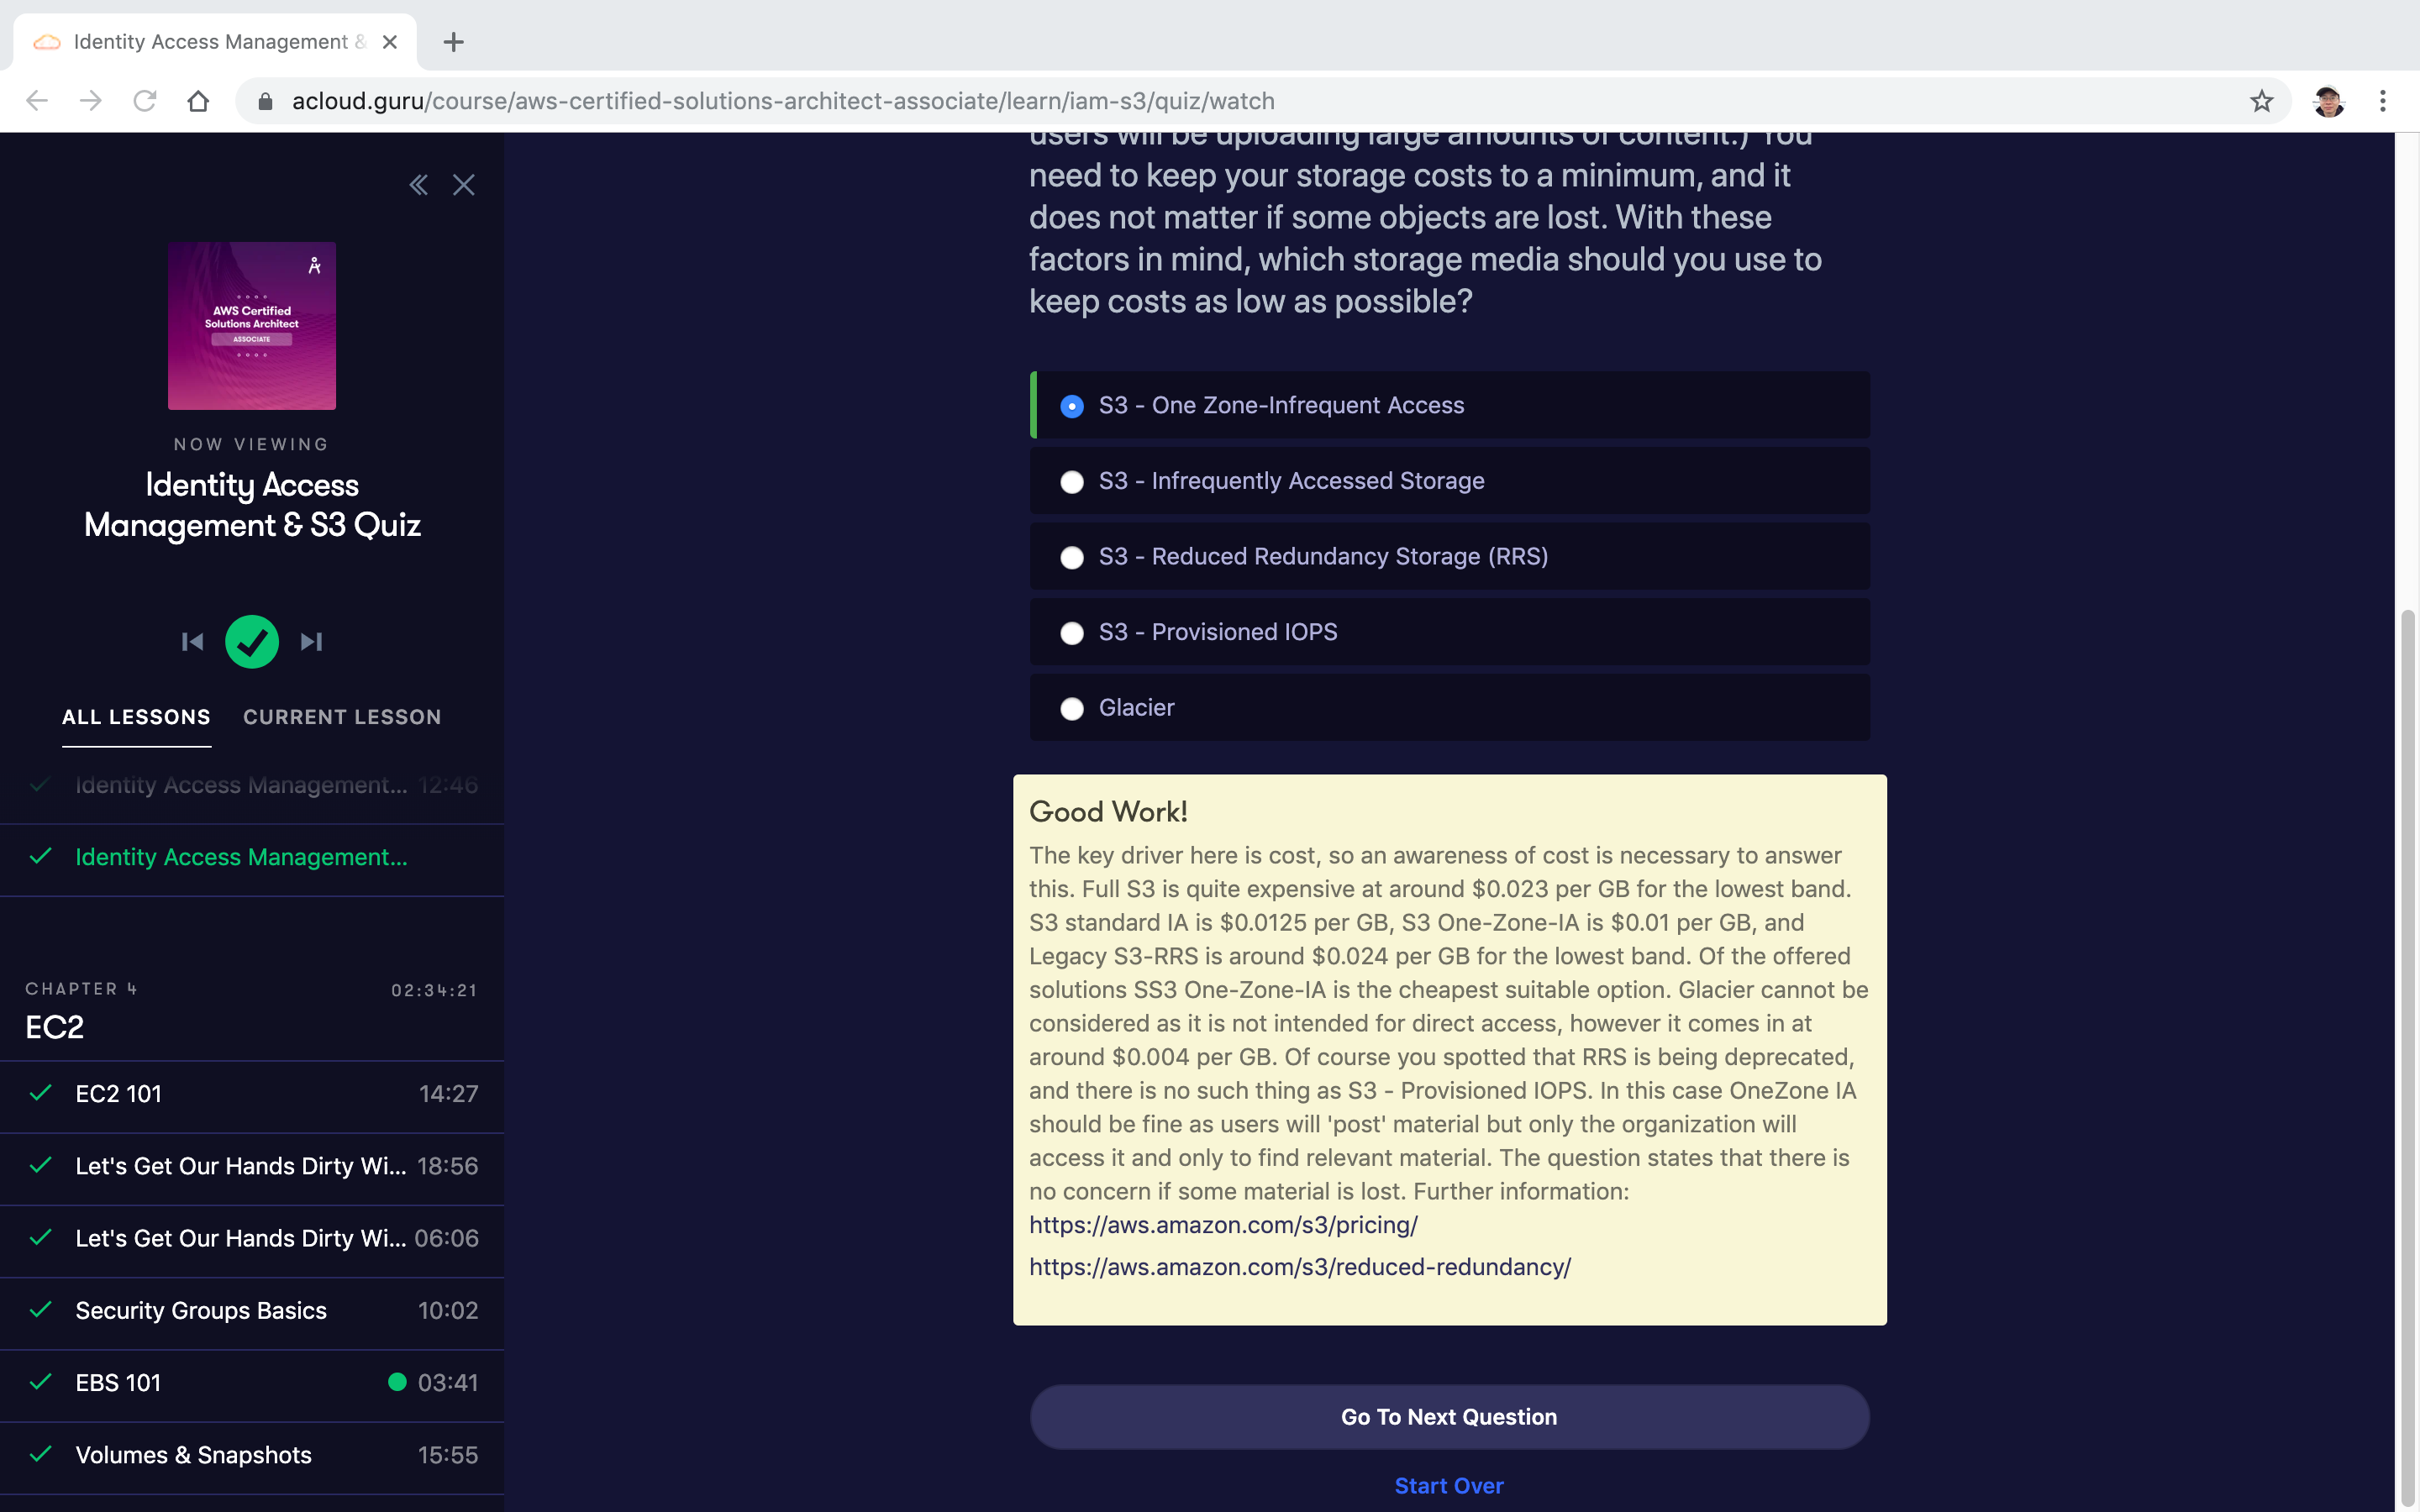 Identity Access Management &
acloud.guru/course/aws-certified-solutions-architect-associate/learn/iam-s3/quiz/watch
AWS Certified
Solutions Architect
ASSOCIATE
NOW VIEWING
Identity Access
Management & S3 Quiz
ALL LESSONS
CURRENT LESSON
Identity Access Management... 12:46
Identity Access Management...
CHAPTER 4 02:34:21
EC2
EC2 101 14:27
Let's Get Our Hands Dirty Wi... 18:56
Let's Get Our Hands Dirty Wi... 06:06
Security Groups Basics 10:02
EBS 101 03:41
Volumes & Snapshots 15:55
users will be uploading large amounts of content.) You
need to keep your storage costs to a minimum, and it
does not matter if some objects are lost. With these
factors in mind, which storage media should you use to
keep costs as low as possible?
S3 - One Zone-Infrequent Access
S3 - Infrequently Accessed Storage
S3 - Reduced Redundancy Storage (RRS)
S3 - Provisioned IOPS
Glacier
Good Work!
The key driver here is cost, so an awareness of cost is necessary to answer
this. Full S3 is quite expensive at around $0.023 per GB for the lowest band.
S3 standard IA is $0.0125 per GB, S3 One-Zone-IA is $0.01 per GB, and
Legacy S3-RRS is around $0.024 per GB for the lowest band. Of the offered
solutions SS3 One-Zone-IA is the cheapest suitable option. Glacier cannot be
considered as it is not intended for direct access, however it comes in at
around $0.004 per GB. Of course you spotted that RRS is being deprecated,
and there is no such thing as S3 - Provisioned IOPS. In this case OneZone IA
should be fine as users will 'post' material but only the organization will
access it and only to find relevant material. The question states that there is
no concern if some material is lost. Further information:
https://aws.amazon.com/s3/pricing/
https://aws.amazon.com/s3/reduced-redundancy/
Go To Next Question
Start Over